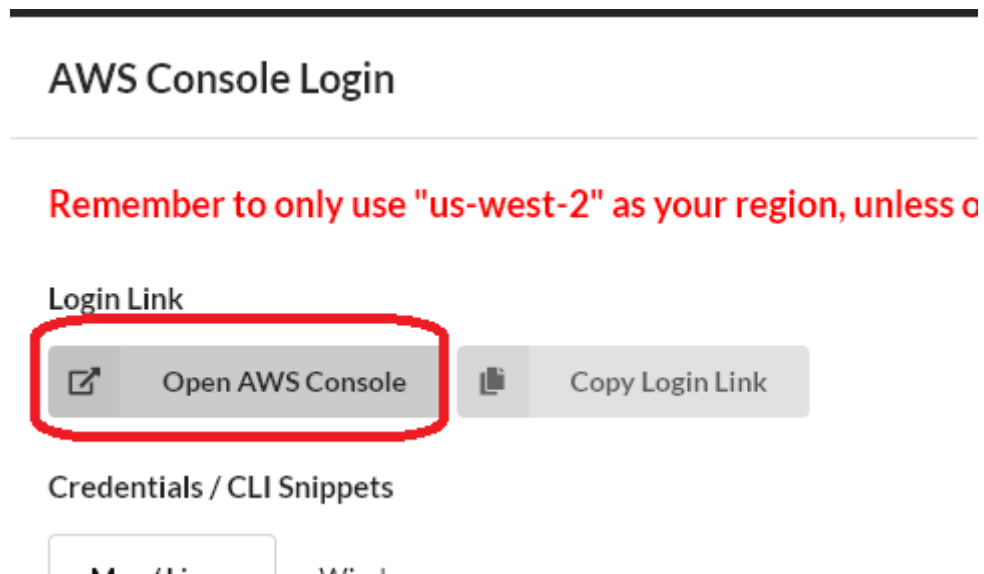 AWS Console Login
Remember to only use "us-west-2" as your region, unless
Login Link
Open AWS Console Copy Login Link
Credentials / CLI Snippets